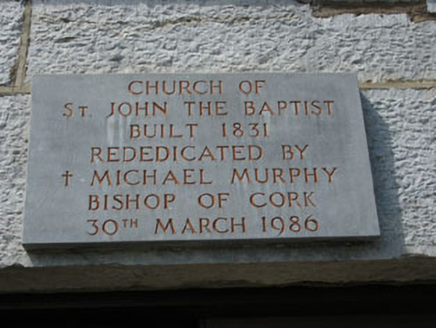 CHURCH OF
ST. JOHN THE BAPTIST
BUILT 1831
REDEDICATED BY
† MICHAEL MURPHY
BISHOP OF CORK
30TH MARCH 1986